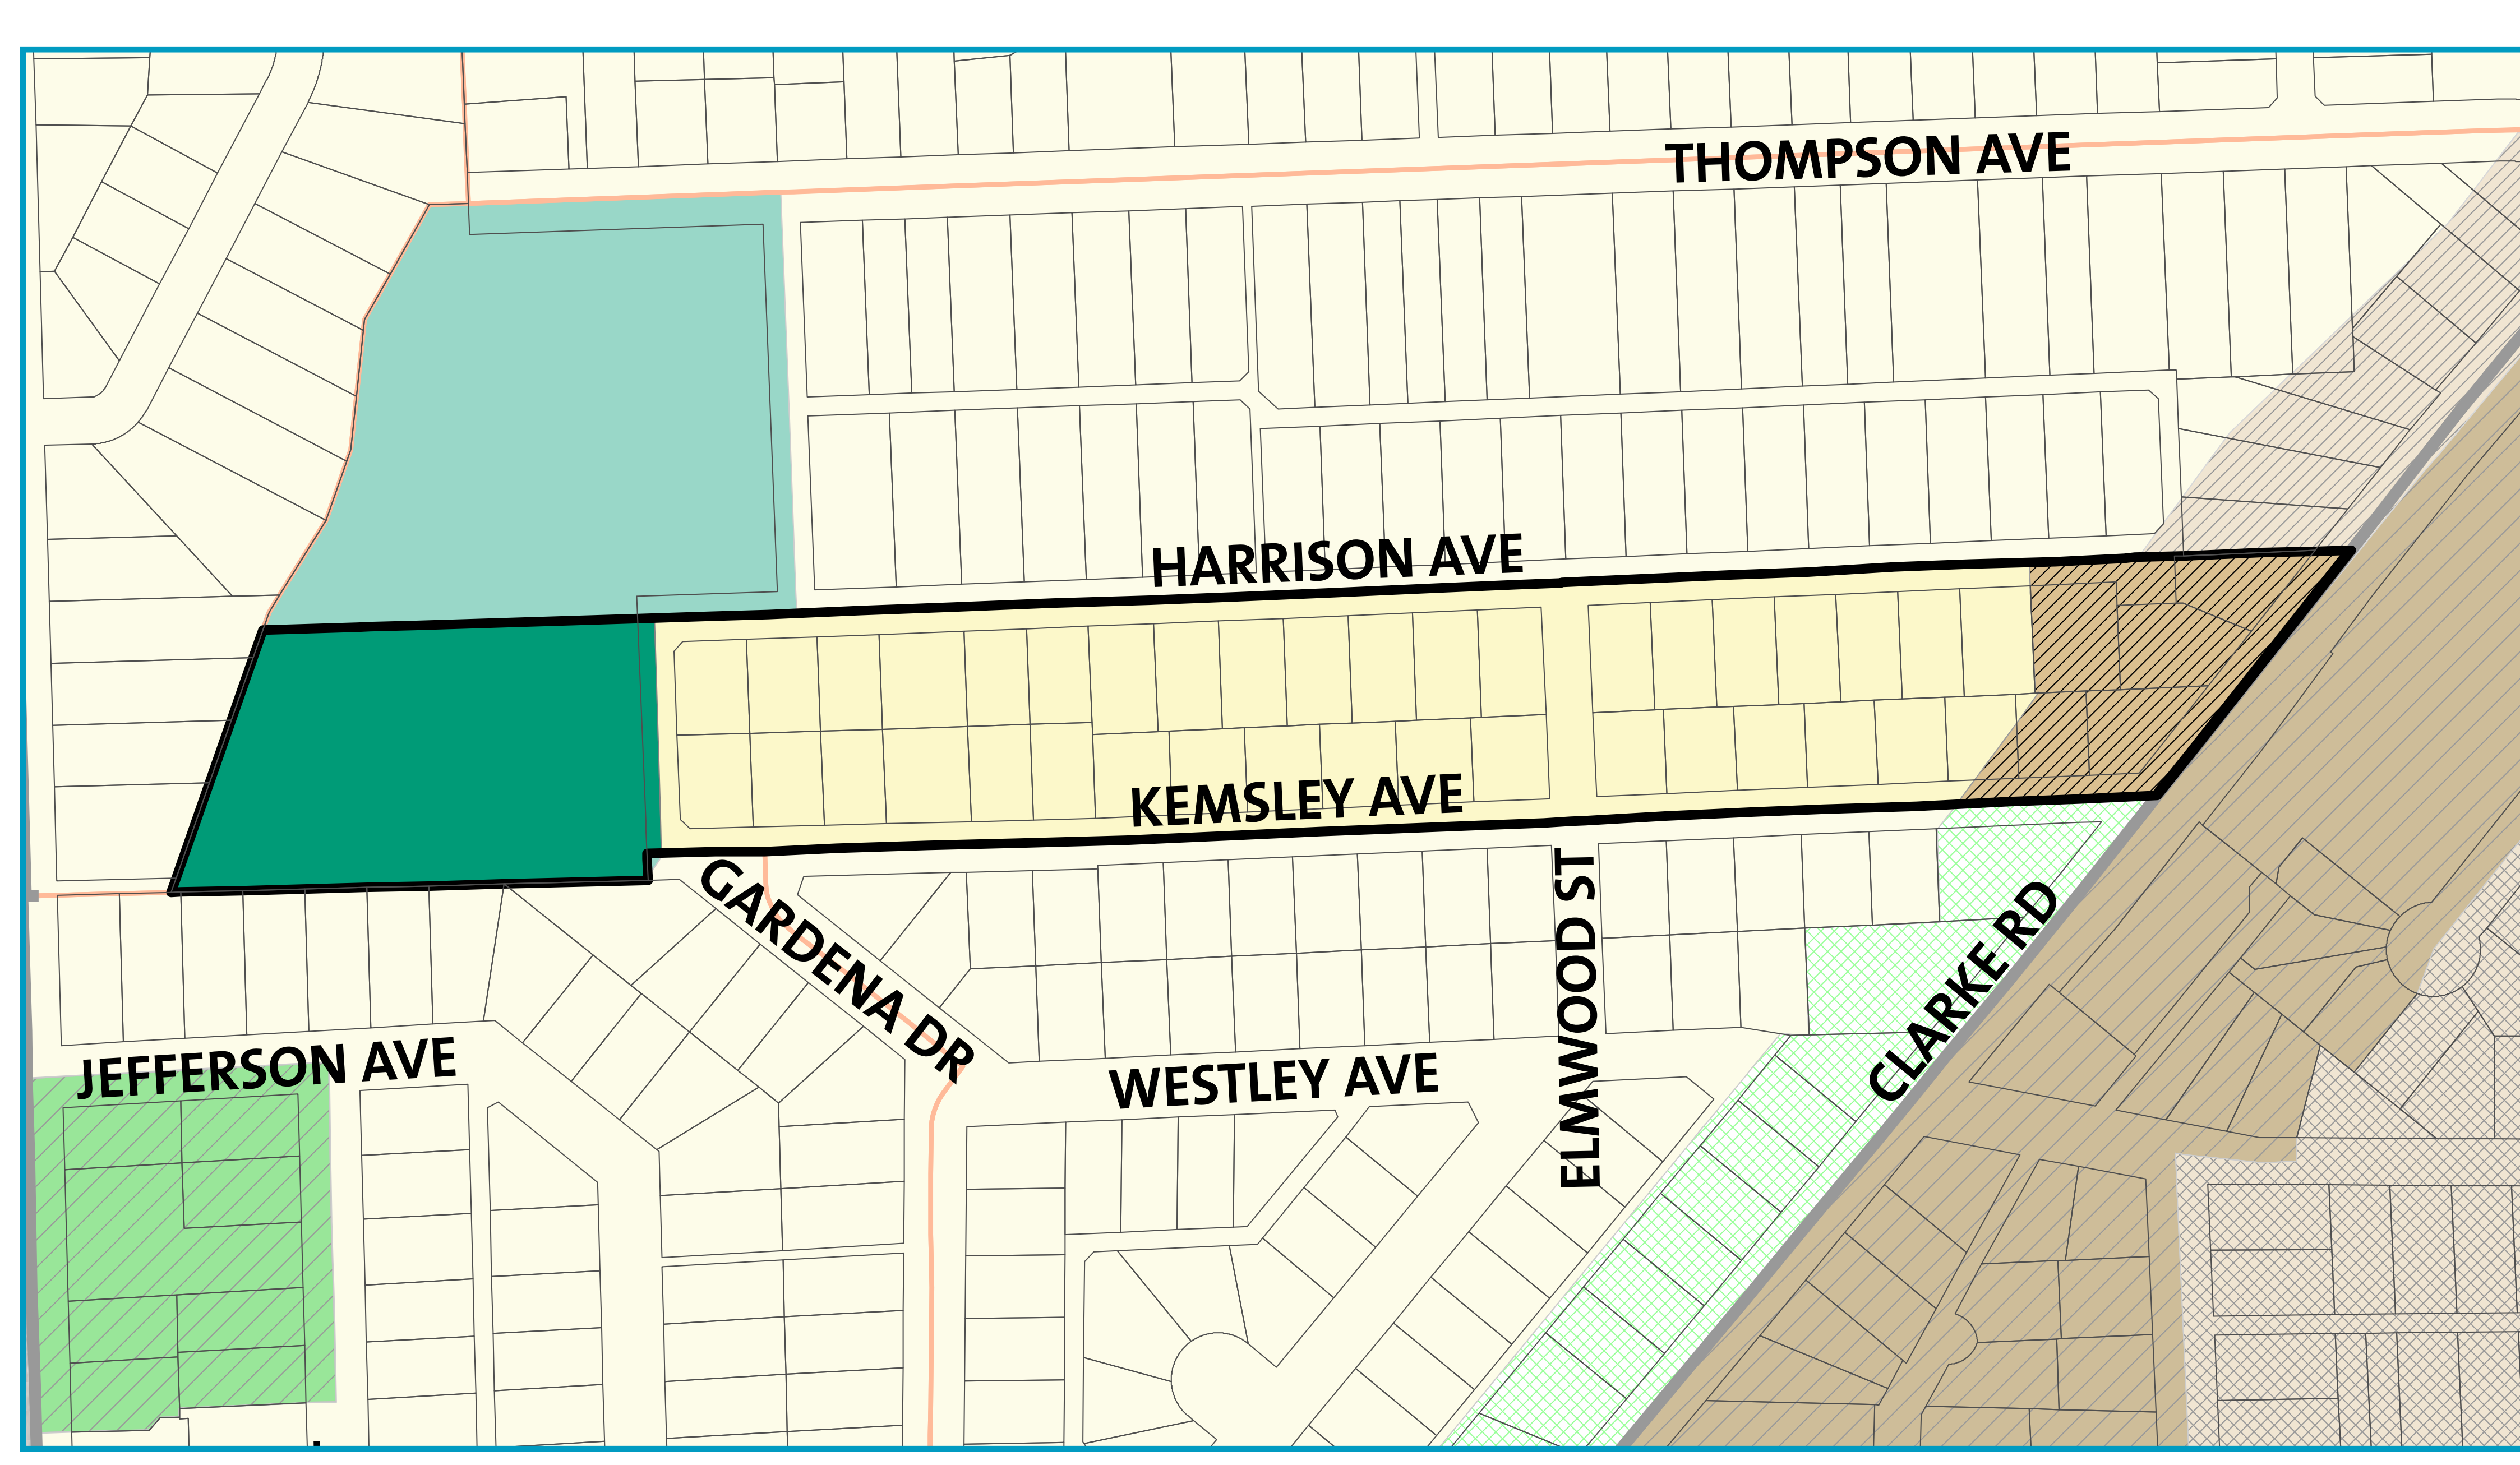 THOMPSON AVE
HARRISON AVE
KEMSLEY AVE
GARDENA DR
ELMWOOD ST
CLARKE RD
JEFFERSON AVE
WESTLEY AVE